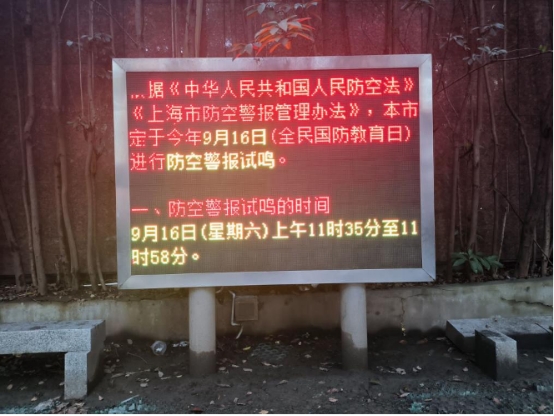 根据《中华人民共和国人民防空法》
《上海市防空警报管理办法》，本市
定于今年9月16日(全民国防教育日)
进行防空警报试鸣。
一、防空警报试鸣的时间
9月16日(星期六)上午11时35分至11
时58分。